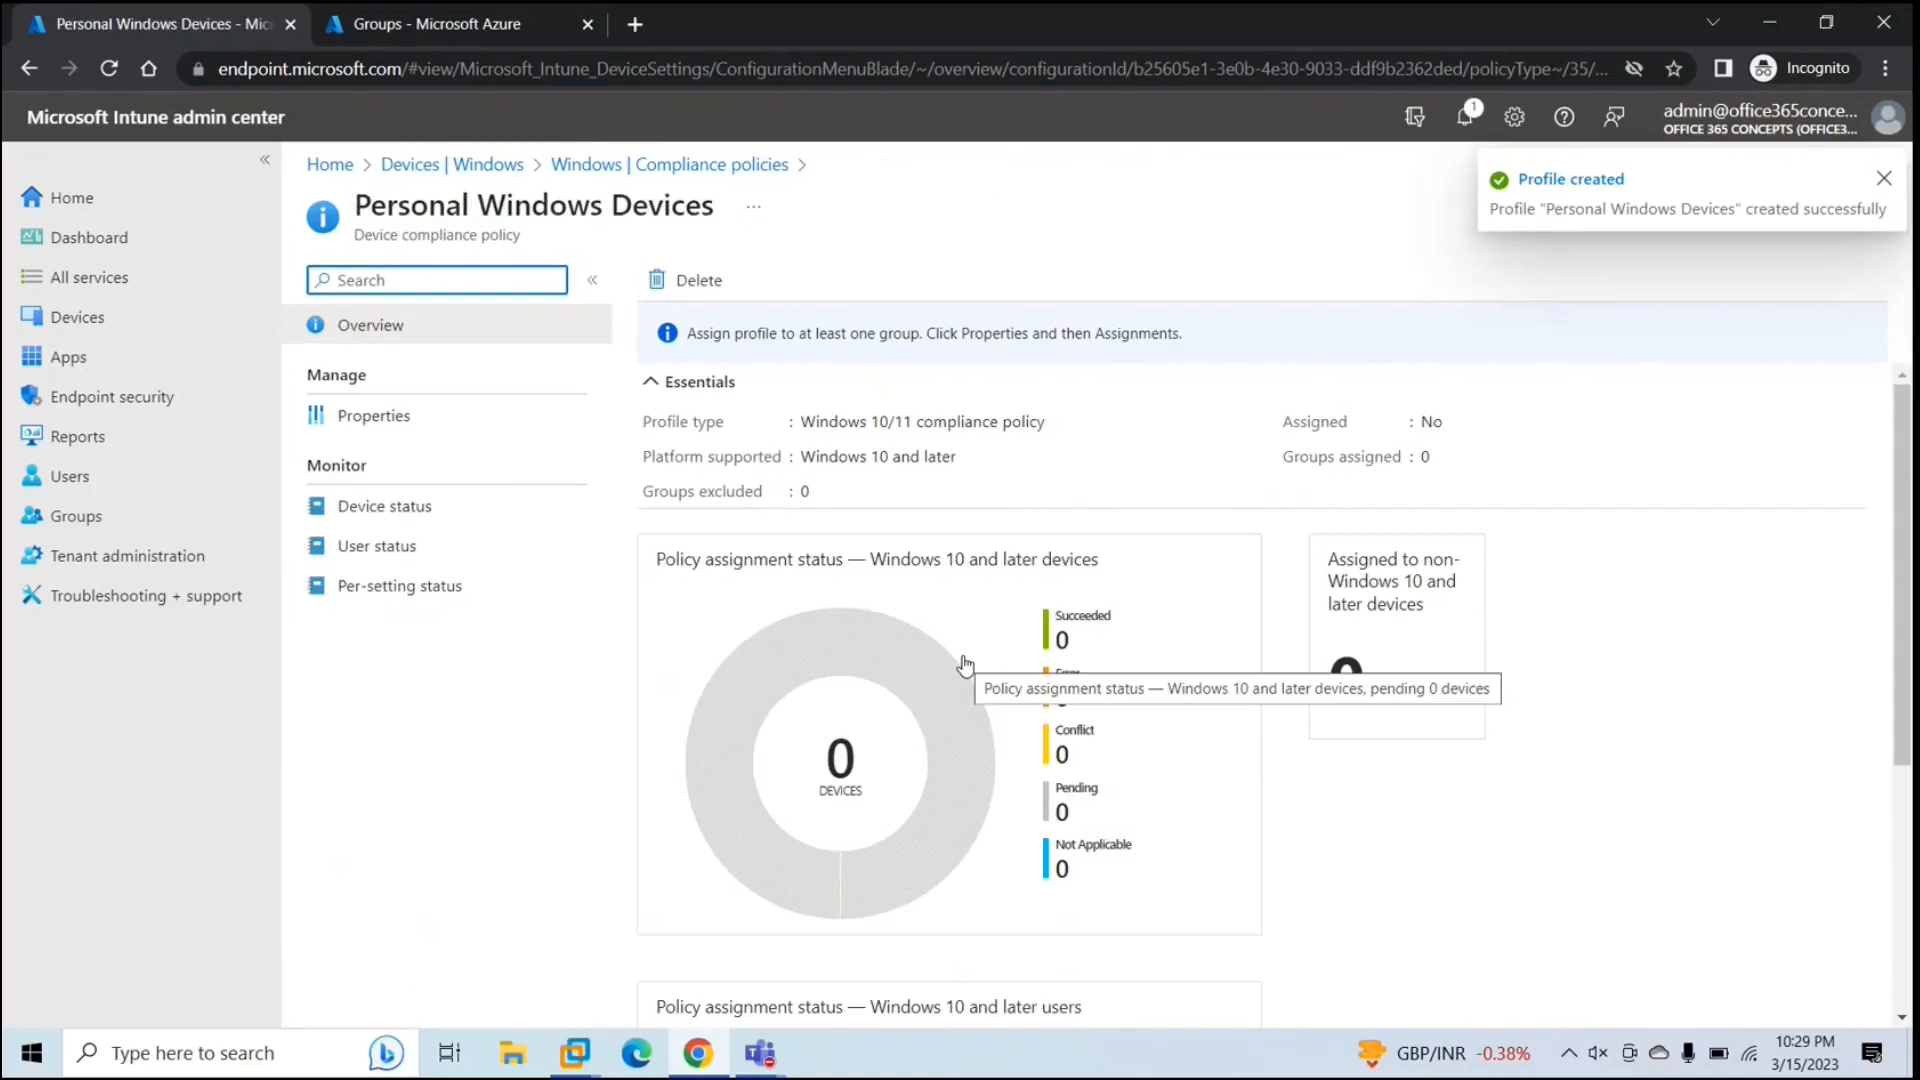 Personal Windows Devices - Mic
Groups - Microsoft Azure
endpoint.microsoft.com/#view/Microsoft_Intune_DeviceSettings/ConfigurationMenuBlade/~/overview/configurationId/b25605e1-3e0b-4e30-9033-ddf9b2362ded/policyType~/35/...
Incognito
Microsoft Intune admin center
1
admin@office365conce...
OFFICE 365 CONCEPTS (OFFICE3...
Home
Dashboard
All services
Devices
Apps
Endpoint security
Reports
Users
Groups
Tenant administration
Troubleshooting + support
Home > Devices | Windows > Windows | Compliance policies >
Personal Windows Devices ...
Device compliance policy
Profile created
Profile "Personal Windows Devices" created successfully
Search
Overview
Manage
Properties
Monitor
Device status
User status
Per-setting status
Delete
Assign profile to at least one group. Click Properties and then Assignments.
Essentials
Profile type : Windows 10/11 compliance policy
Platform supported : Windows 10 and later
Groups excluded : 0
Assigned : No
Groups assigned : 0
Policy assignment status — Windows 10 and later devices
0
DEVICES
Succeeded
0
Policy assignment status — Windows 10 and later devices, pending 0 devices
Conflict
0
Pending
0
Not Applicable
0
Assigned to non-
Windows 10 and
later devices
Policy assignment status — Windows 10 and later users
Type here to search
GBP/INR -0.38%
10:29 PM
3/15/2023